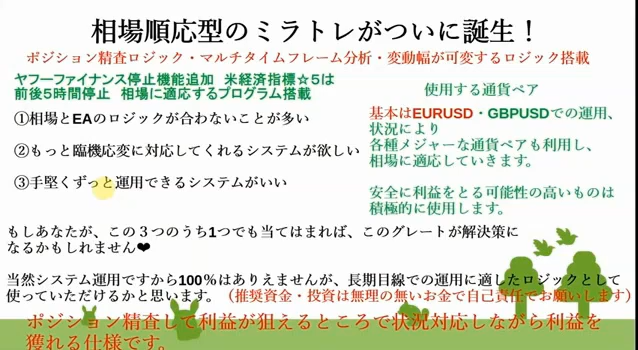 相場順応型のミラトレがついに誕生！
ポジション精査ロジック・マルチタイムフレーム分析・変動幅が可変するロジック搭載
ヤフーファイナンス停止機能追加　米経済指標☆5は
前後5時間停止　相場に適応するプログラム搭載
①相場とEAのロジックが合わないことが多い
②もっと臨機応変に対応してくれるシステムが欲しい
③手堅くずっと運用できるシステムがいい
使用する通貨ペア
基本はEURUSD・GBPUSDでの運用、
状況により
各種メジャーな通貨ペアも利用し、
相場に適応していきます。
安全に利益をとる可能性の高いものは
積極的に使用します。
もしあなたが、この３つのうち1つでも当てはまれば、このグレートが解決策に
なるかもしれません❤
当然システム運用ですから100％はありえませんが、長期目線での運用に適したロジックとして
使っていただけるかと思います。（推奨資金・投資は無理の無いお金で自己責任でお願いします）
ポジション精査して利益が狙えるところで状況対応しながら利益を
獲れる仕様です。